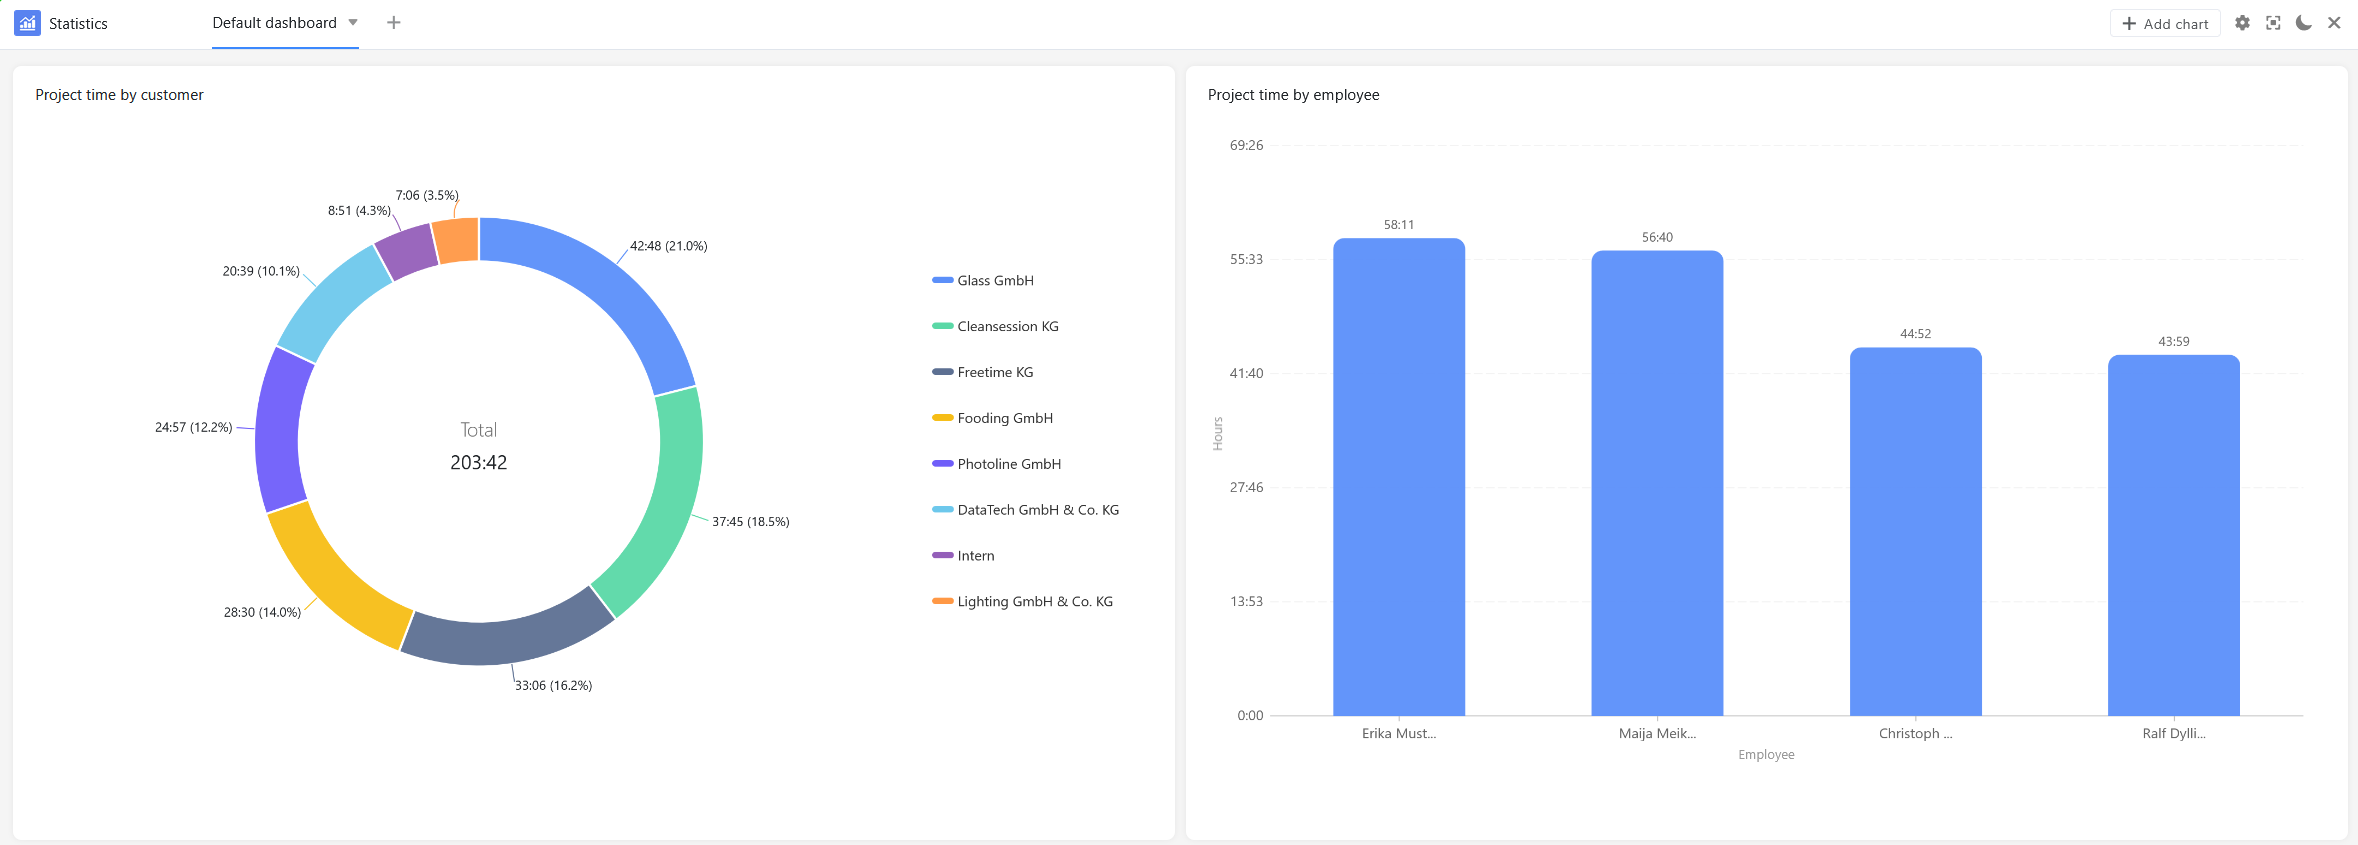 Statistics
Default dashboard
Add chart
Project time by customer
7:06 (3.5%)
8:51 (4.3%)
42:48 (21.0%)
20:39 (10.1%)
24:57 (12.2%)
Total
203:42
37:45 (18.5%)
28:30 (14.0%)
33:06 (16.2%)
Glass GmbH
Cleansession KG
Freetime KG
Fooding GmbH
Photoline GmbH
DataTech GmbH & Co. KG
Intern
Lighting GmbH & Co. KG
Project time by employee
69:26
55:33
41:40
27:46
13:53
0:00
Hours
58:11
56:40
44:52
43:59
Erika Must...
Maija Meik...
Christoph ...
Ralf Dylli...
Employee